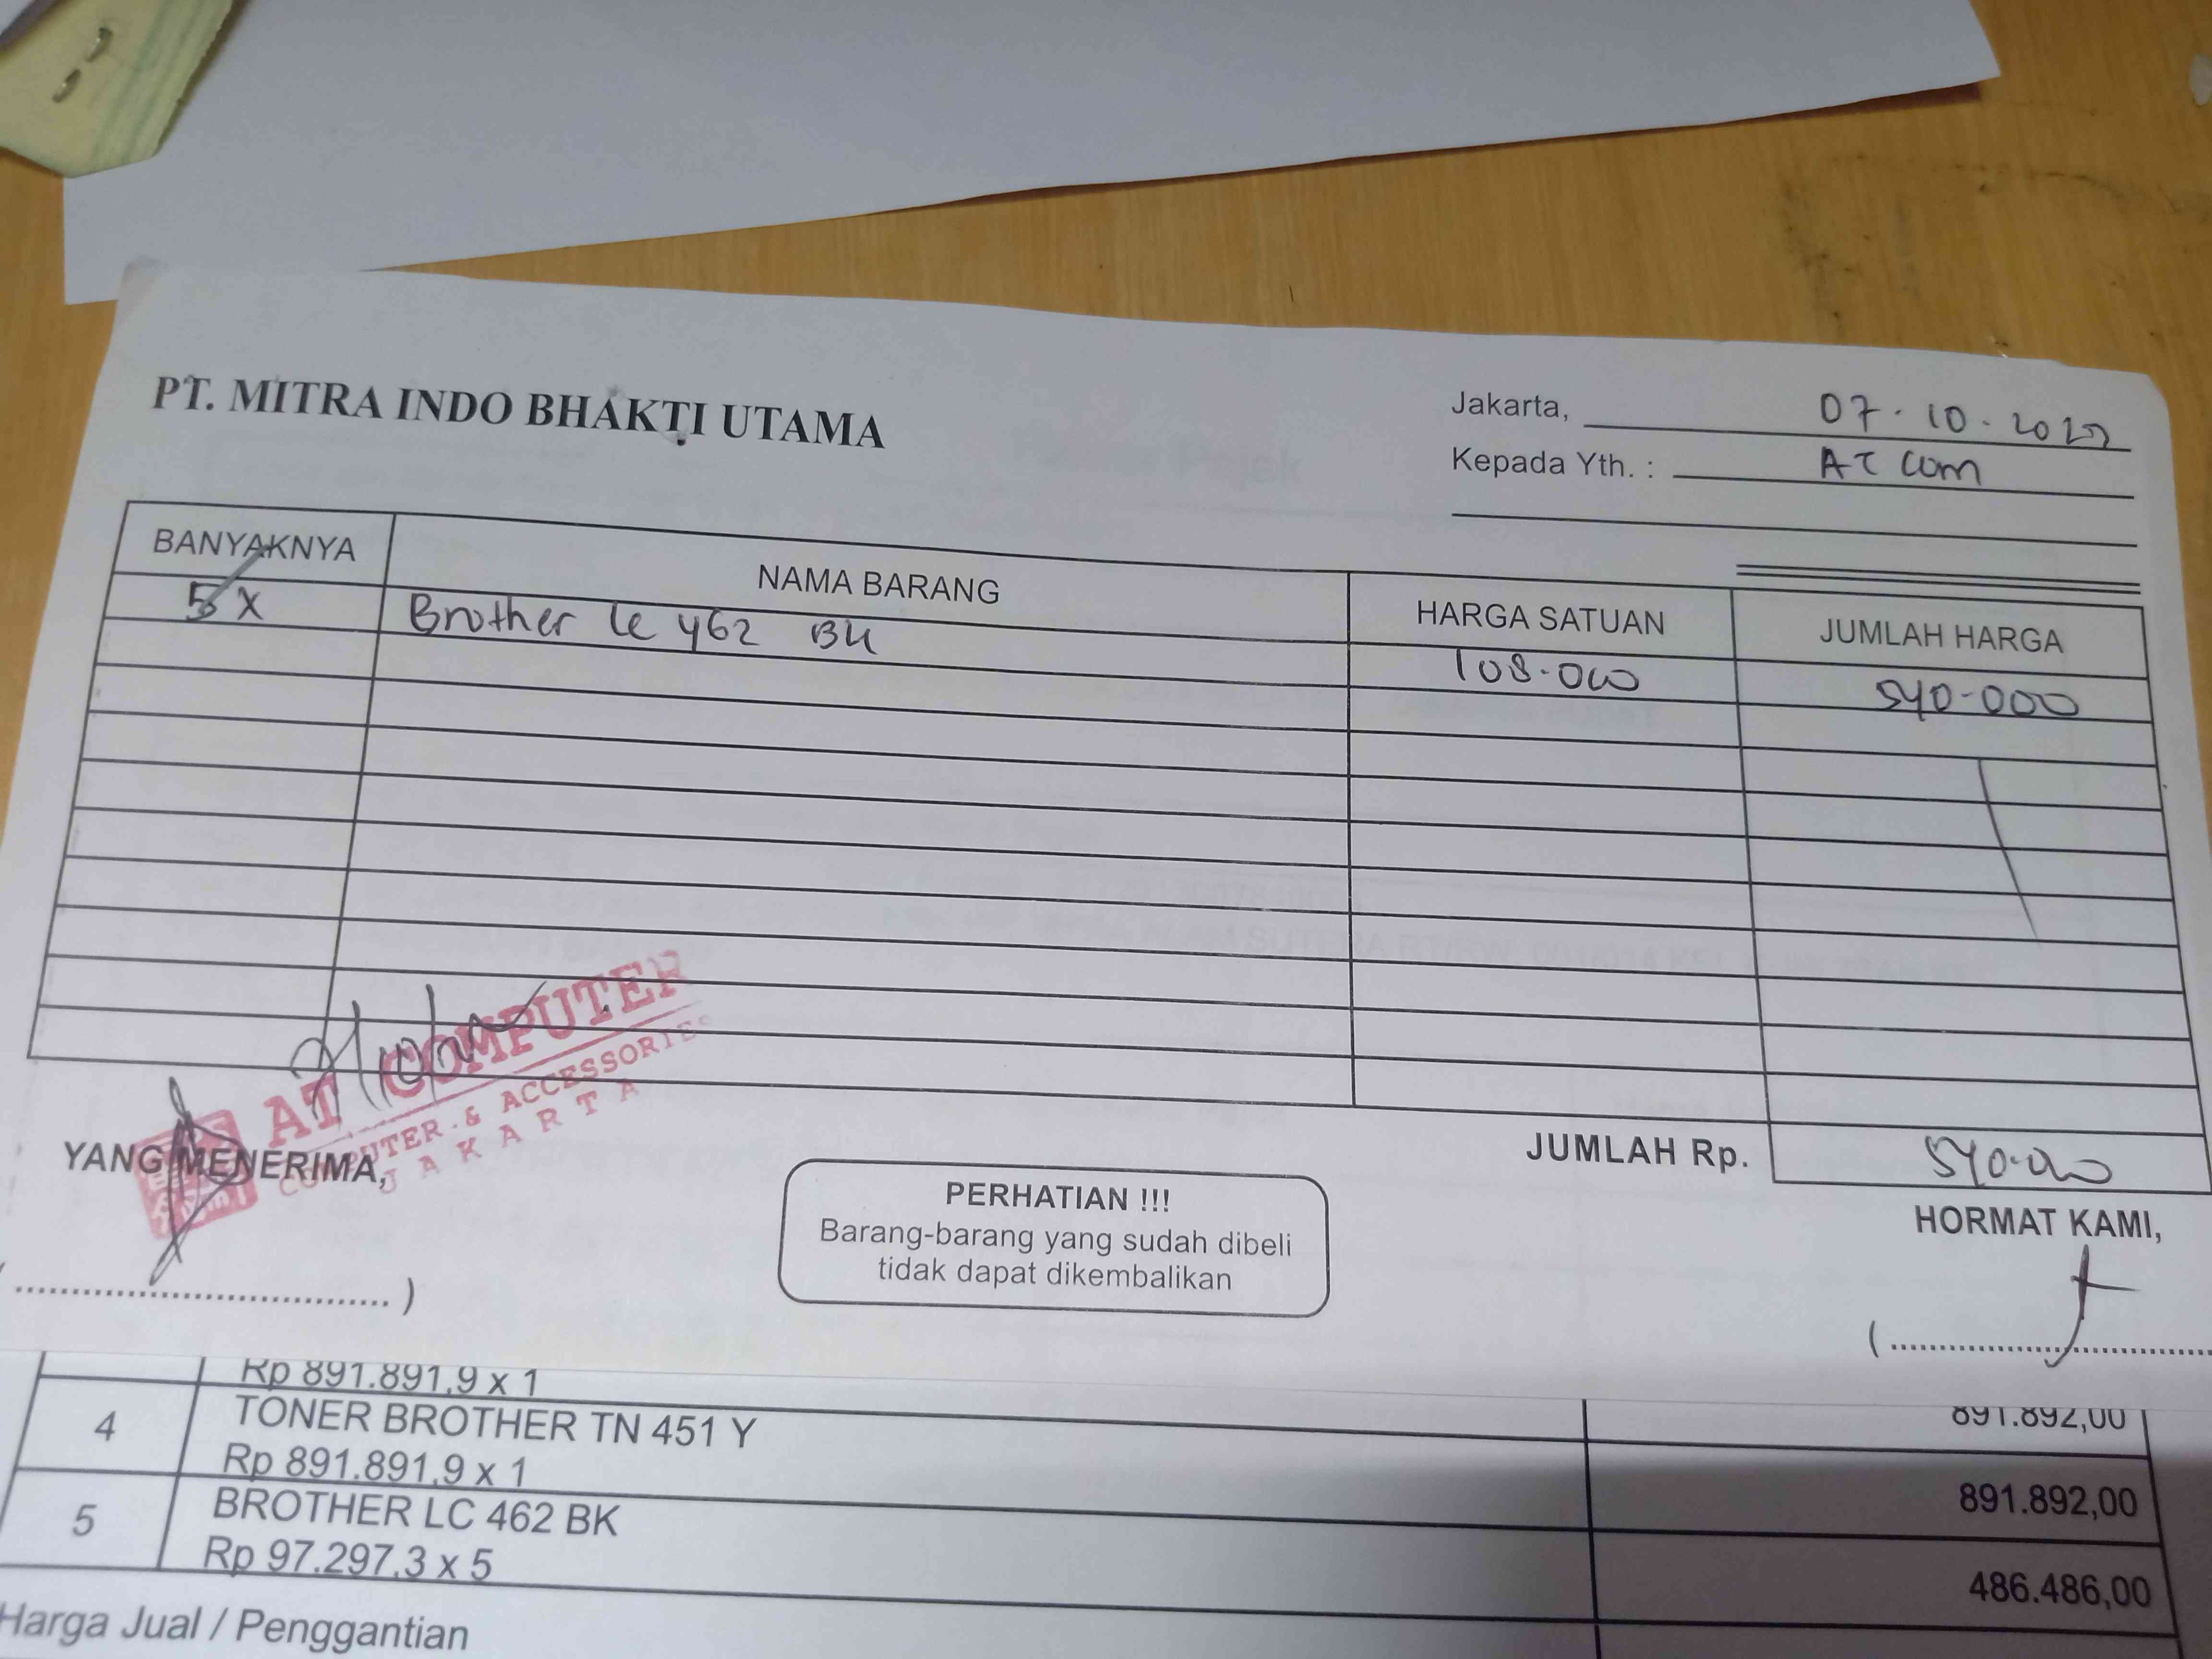 PT. MITRA INDO BHAKTI UTAMA
Jakarta, 07-10-2022
Kepada Yth. : AT Com
BANYAKNYA NAMA BARANG HARGA SATUAN JUMLAH HARGA
5 X Brother lc 462 BK 108.000 540.000
AT COMPUTER
COMPUTER & ACCESSORIES
JAKARTA
YANG MENERIMA,
JUMLAH Rp. 540.000
PERHATIAN !!!
Barang-barang yang sudah dibeli
tidak dapat dikembalikan
HORMAT KAMI,
Rp 891.891,9 x 1 891.892,00
4 TONER BROTHER TN 451 Y
Rp 891.891,9 x 1 891.892,00
5 BROTHER LC 462 BK
Rp 97.297,3 x 5 486.486,00
Harga Jual / Penggantian